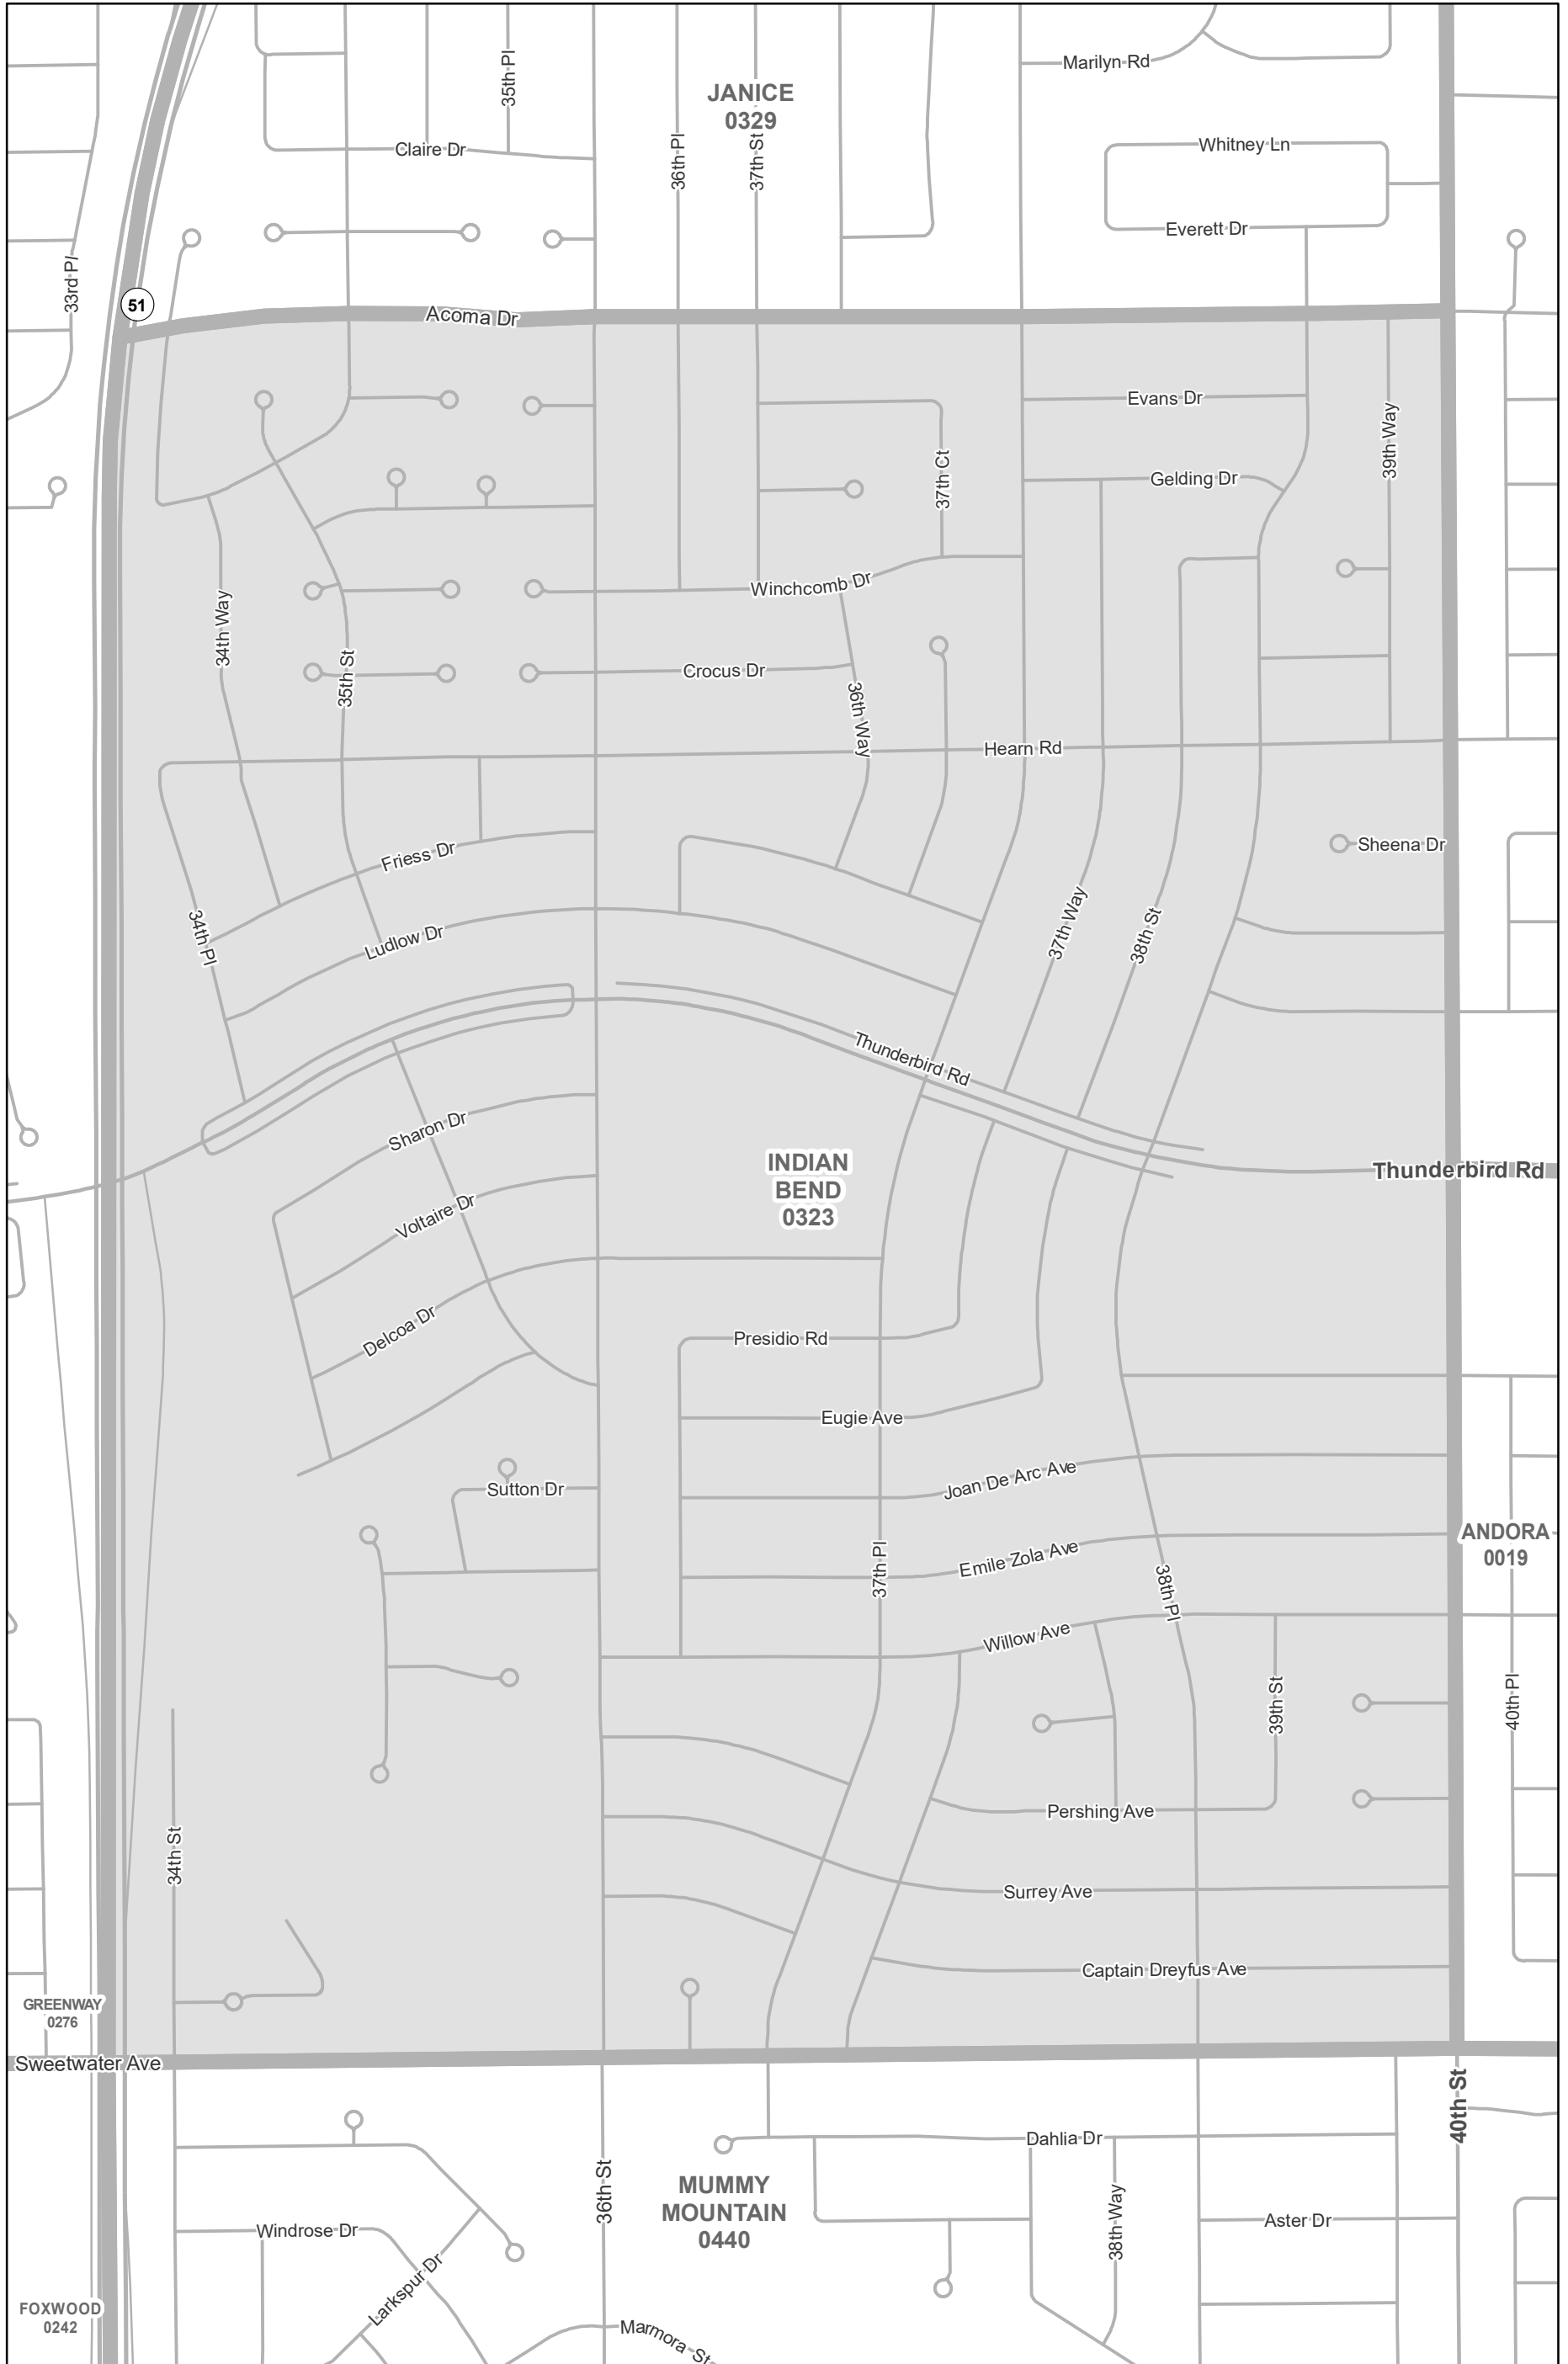 35th Pl
Marilyn Rd
JANICE
0329
Claire Dr
36th Pl
37th St
Whitney Ln
Everett Dr
33rd Pl
51
Acoma Dr
Evans Dr
39th Way
37th Ct
Gelding Dr
Winchcomb Dr
34th Way
35th St
Crocus Dr
36th Way
Hearn Rd
Friess Dr
Sheena Dr
34th Pl
Ludlow Dr
37th Way
38th St
Thunderbird Rd
Sharon Dr
INDIAN
BEND
0323
Thunderbird Rd
Voltaire Dr
Delcoa Dr
Presidio Rd
Eugie Ave
Sutton Dr
Joan De Arc Ave
ANDORA
0019
37th Pl
Emile Zola Ave
38th Pl
Willow Ave
39th St
40th Pl
Pershing Ave
34th St
Surrey Ave
Captain Dreyfus Ave
GREENWAY
0276
Sweetwater Ave
40th St
Dahlia Dr
36th St
MUMMY
MOUNTAIN
0440
38th Way
Windrose Dr
Aster Dr
Larkspur Dr
FOXWOOD
0242
Marmora St